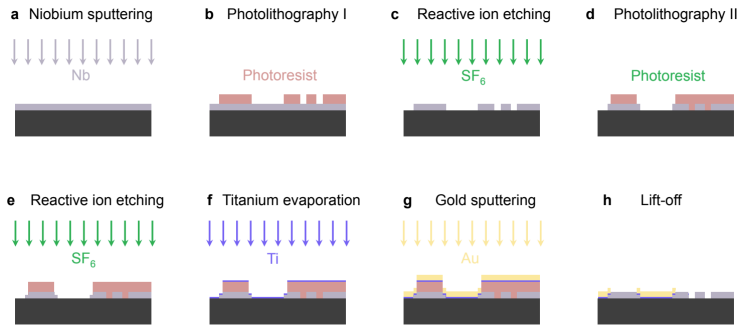 a Niobium sputtering
Nb
b Photolithography I
Photoresist
c Reactive ion etching
SF₆
d Photolithography II
Photoresist
e Reactive ion etching
SF₆
f Titanium evaporation
Ti
g Gold sputtering
Au
h Lift-off